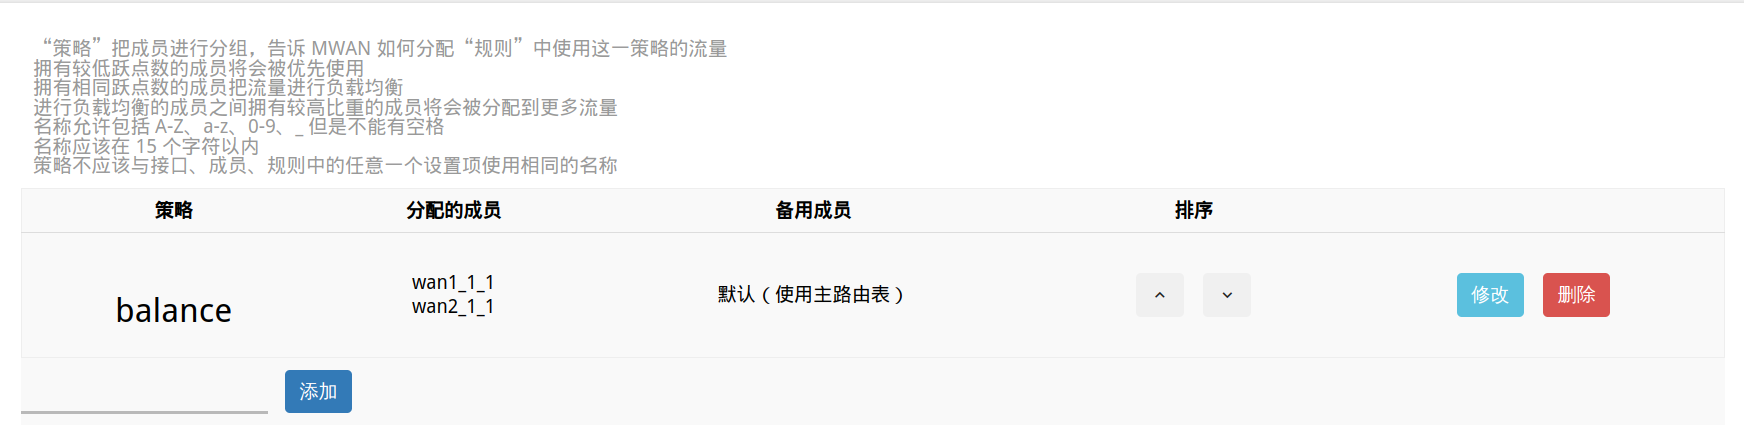 “策略”把成员进行分组，告诉 MWAN 如何分配“规则”中使用这一策略的流量
拥有较低跃点数的成员将会被优先使用
拥有相同跃点数的成员把流量进行负载均衡
进行负载均衡的成员之间拥有较高比重的成员将会被分配到更多流量
名称允许包括 A-Z、a-z、0-9、_ 但是不能有空格
名称应该在 15 个字符以内
策略不应该与接口、成员、规则中的任意一个设置项使用相同的名称
策略 分配的成员 备用成员 排序
balance
wan1_1_1
wan2_1_1
默认（使用主路由表）
修改 删除
添加